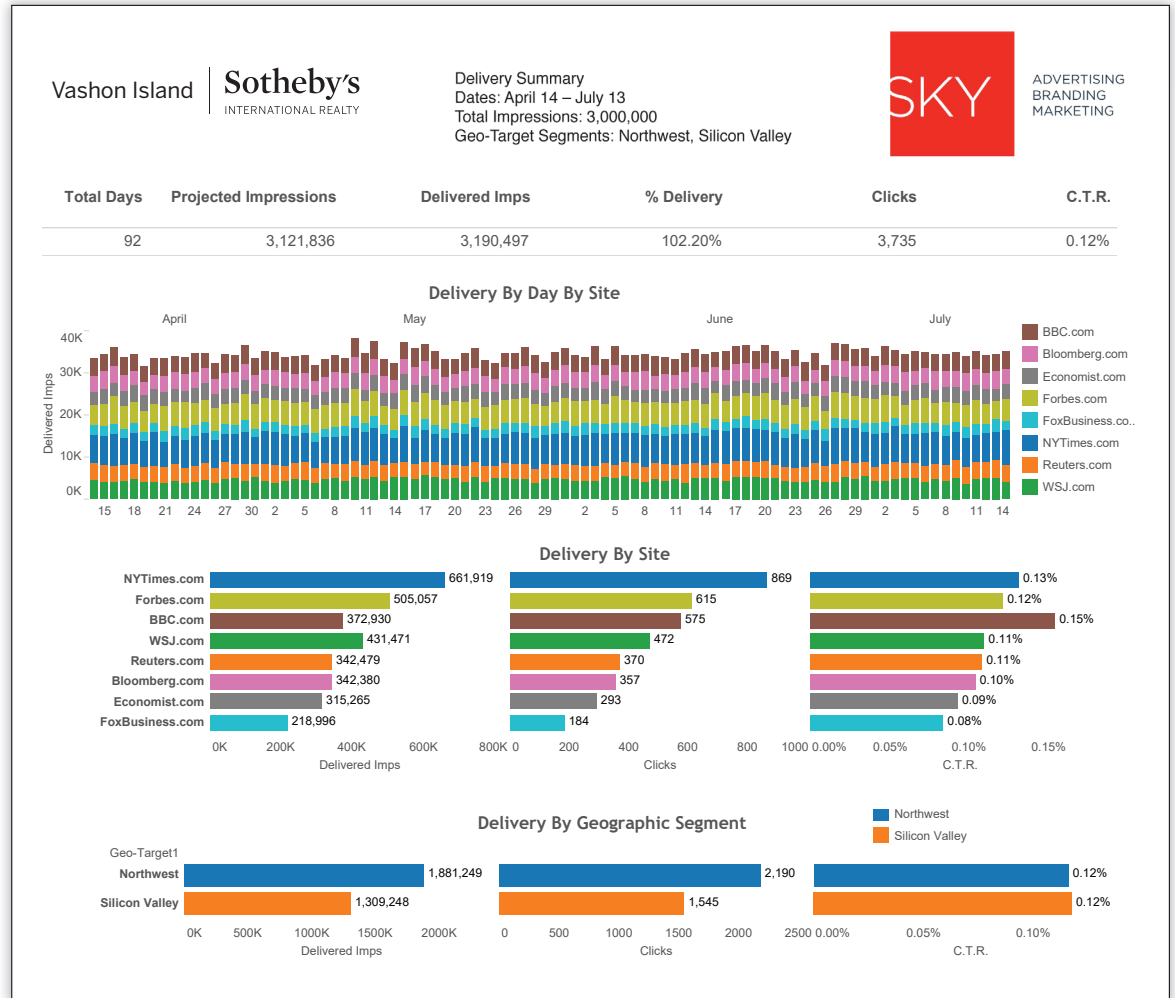 Vashon Island
Sotheby's
INTERNATIONAL REALTY
Delivery Summary
Dates: April 14 – July 13
Total Impressions: 3,000,000
Geo-Target Segments: Northwest, Silicon Valley
SKY
ADVERTISING
BRANDING
MARKETING
Total Days Projected Impressions Delivered Imps % Delivery Clicks C.T.R.
92 3,121,836 3,190,497 102.20% 3,735 0.12%
Delivery By Day By Site
April May June July
40K
30K
20K
10K
0K
Delivered Imps
15 18 21 24 27 30 2 5 8 11 14 17 20 23 26 29 2 5 8 11 14 17 20 23 26 29 2 5 8 11 14
BBC.com
Bloomberg.com
Economist.com
Forbes.com
FoxBusiness.co..
NYTimes.com
Reuters.com
WSJ.com
Delivery By Site
NYTimes.com 661,919 869 0.13%
Forbes.com 505,057 615 0.12%
BBC.com 372,930 575 0.15%
WSJ.com 431,471 472 0.11%
Reuters.com 342,479 370 0.11%
Bloomberg.com 342,380 357 0.10%
Economist.com 315,265 293 0.09%
FoxBusiness.com 218,996 184 0.08%
0K 200K 400K 600K 800K 0 200 400 600 800 1000 0.00% 0.05% 0.10% 0.15%
Delivered Imps Clicks C.T.R.
Delivery By Geographic Segment
Northwest
Silicon Valley
Geo-Target1
Northwest 1,881,249 2,190 0.12%
Silicon Valley 1,309,248 1,545 0.12%
0K 500K 1000K 1500K 2000K 0 500 1000 1500 2000 2500 0.00% 0.05% 0.10%
Delivered Imps Clicks C.T.R.